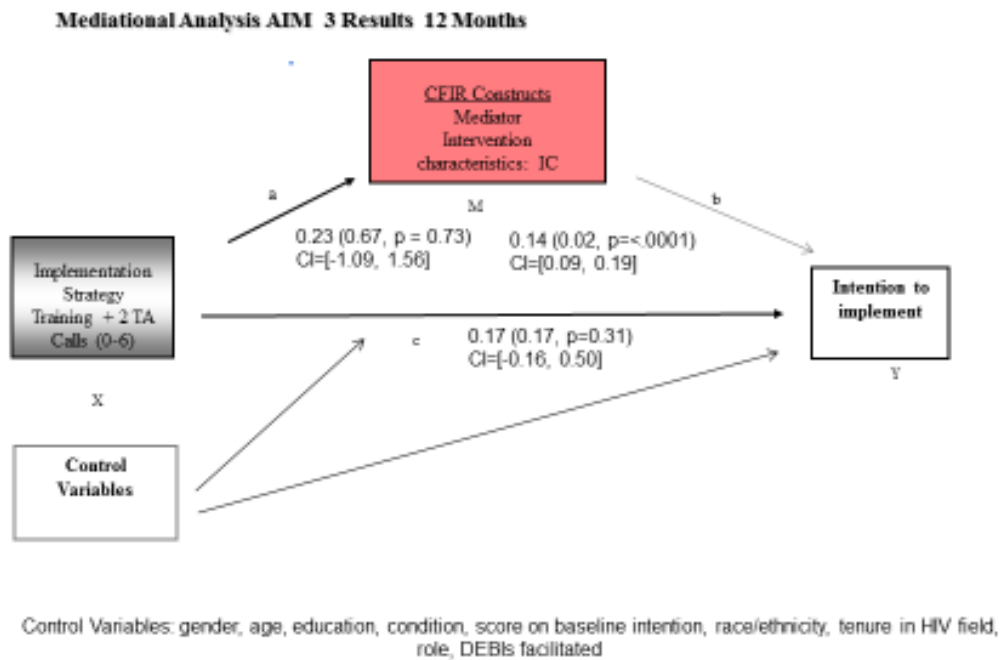 Mediational Analysis AIM 3 Results 12 Months
CFIR Constructs
Mediator
Intervention
characteristics: IC
a
M
b
0.23 (0.67, p = 0.73)
CI=[-1.09, 1.56]
0.14 (0.02, p=<.0001)
CI=[0.09, 0.19]
Implementation
Strategy
Training + 2 TA
Calls (0-6)
Intention to
implement
c
0.17 (0.17, p=0.31)
CI=[-0.16, 0.50]
X
Y
Control
Variables
Control Variables: gender, age, education, condition, score on baseline intention, race/ethnicity, tenure in HIV field,
role, DEBIs facilitated